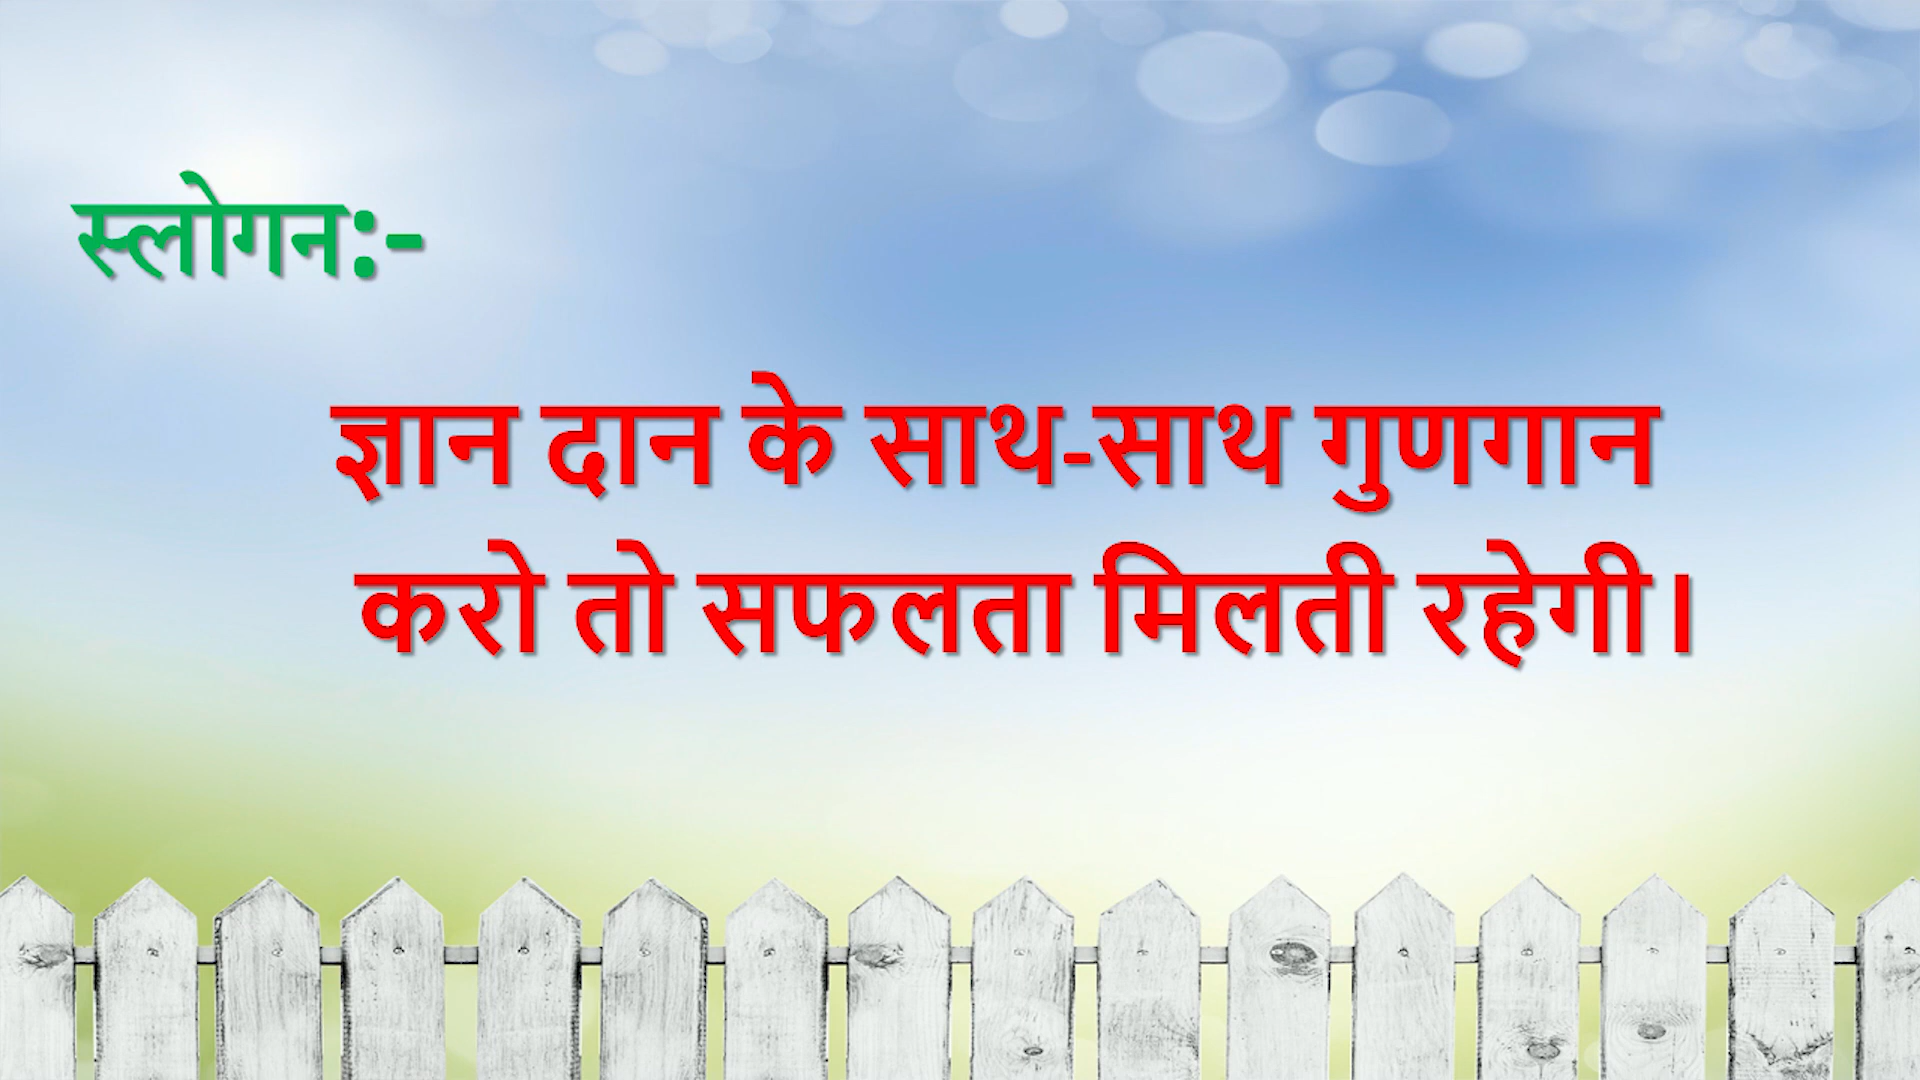 स्लोगन:-
ज्ञान दान के साथ-साथ गुणगान
करो तो सफलता मिलती रहेगी।